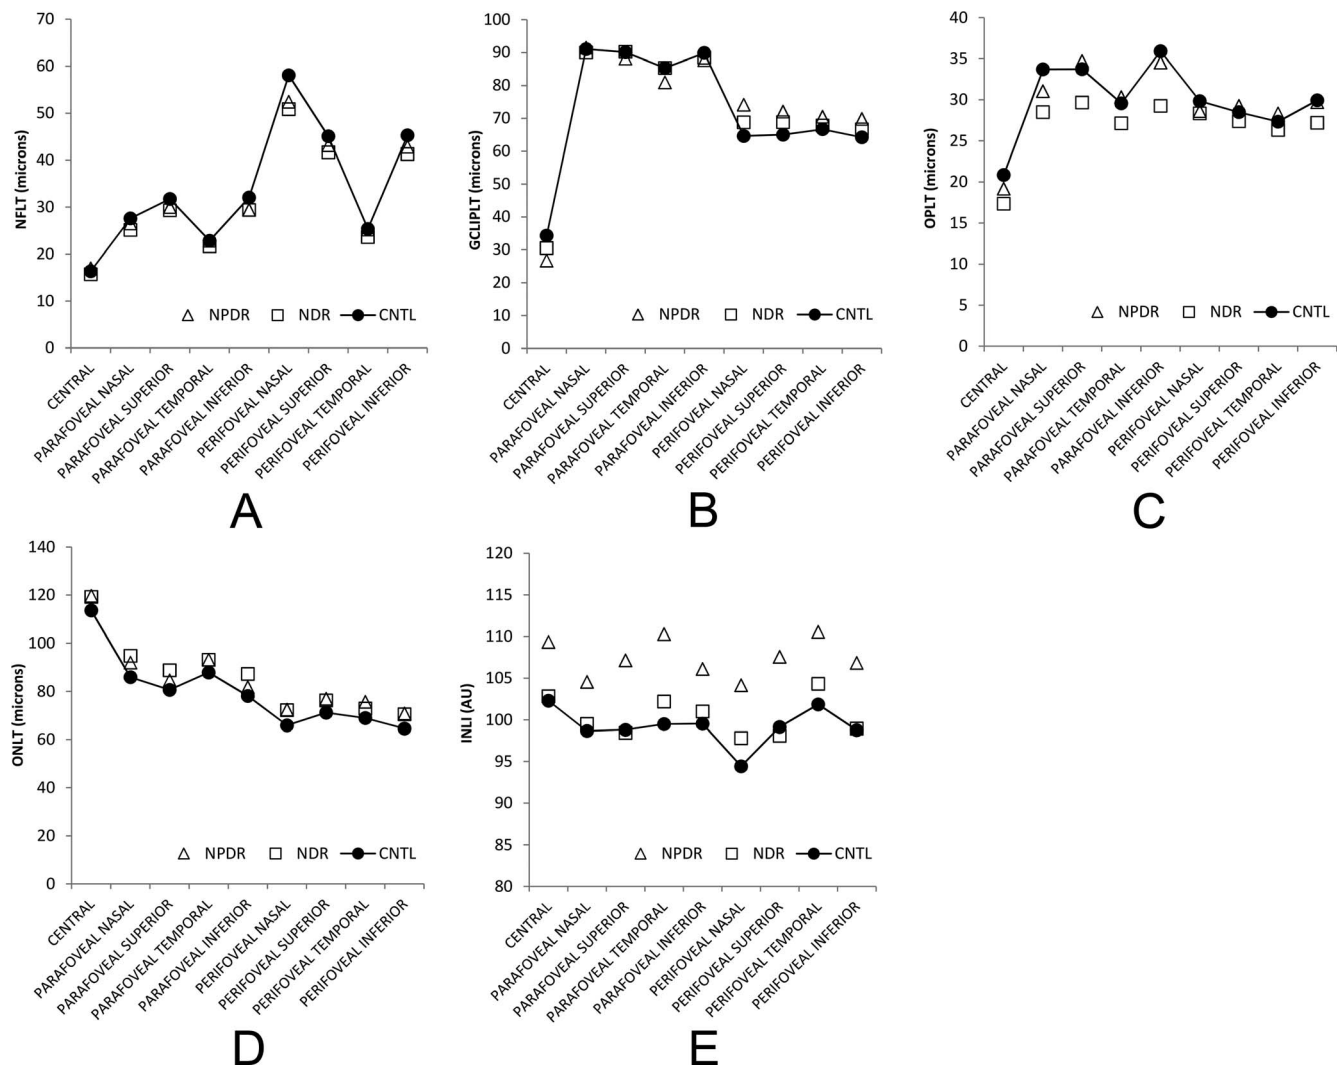 NFLT (microns)
70
60
50
40
30
20
10
0
NPDR NDR CNTL
CENTRAL
PARAFOVEAL NASAL
PARAFOVEAL SUPERIOR
PARAFOVEAL TEMPORAL
PARAFOVEAL INFERIOR
PERIFOVEAL NASAL
PERIFOVEAL SUPERIOR
PERIFOVEAL TEMPORAL
PERIFOVEAL INFERIOR
A
GCLIPLT (microns)
100
90
80
70
60
50
40
30
20
10
0
NPDR NDR CNTL
CENTRAL
PARAFOVEAL NASAL
PARAFOVEAL SUPERIOR
PARAFOVEAL TEMPORAL
PARAFOVEAL INFERIOR
PERIFOVEAL NASAL
PERIFOVEAL SUPERIOR
PERIFOVEAL TEMPORAL
PERIFOVEAL INFERIOR
B
OPLT (microns)
40
35
30
25
20
15
10
5
0
NPDR NDR CNTL
CENTRAL
PARAFOVEAL NASAL
PARAFOVEAL SUPERIOR
PARAFOVEAL TEMPORAL
PARAFOVEAL INFERIOR
PERIFOVEAL NASAL
PERIFOVEAL SUPERIOR
PERIFOVEAL TEMPORAL
PERIFOVEAL INFERIOR
C
ONLT (microns)
140
120
100
80
60
40
20
0
NPDR NDR CNTL
CENTRAL
PARAFOVEAL NASAL
PARAFOVEAL SUPERIOR
PARAFOVEAL TEMPORAL
PARAFOVEAL INFERIOR
PERIFOVEAL NASAL
PERIFOVEAL SUPERIOR
PERIFOVEAL TEMPORAL
PERIFOVEAL INFERIOR
D
INLI (AU)
120
115
110
105
100
95
90
85
80
NPDR NDR CNTL
CENTRAL
PARAFOVEAL NASAL
PARAFOVEAL SUPERIOR
PARAFOVEAL TEMPORAL
PARAFOVEAL INFERIOR
PERIFOVEAL NASAL
PERIFOVEAL SUPERIOR
PERIFOVEAL TEMPORAL
PERIFOVEAL INFERIOR
E